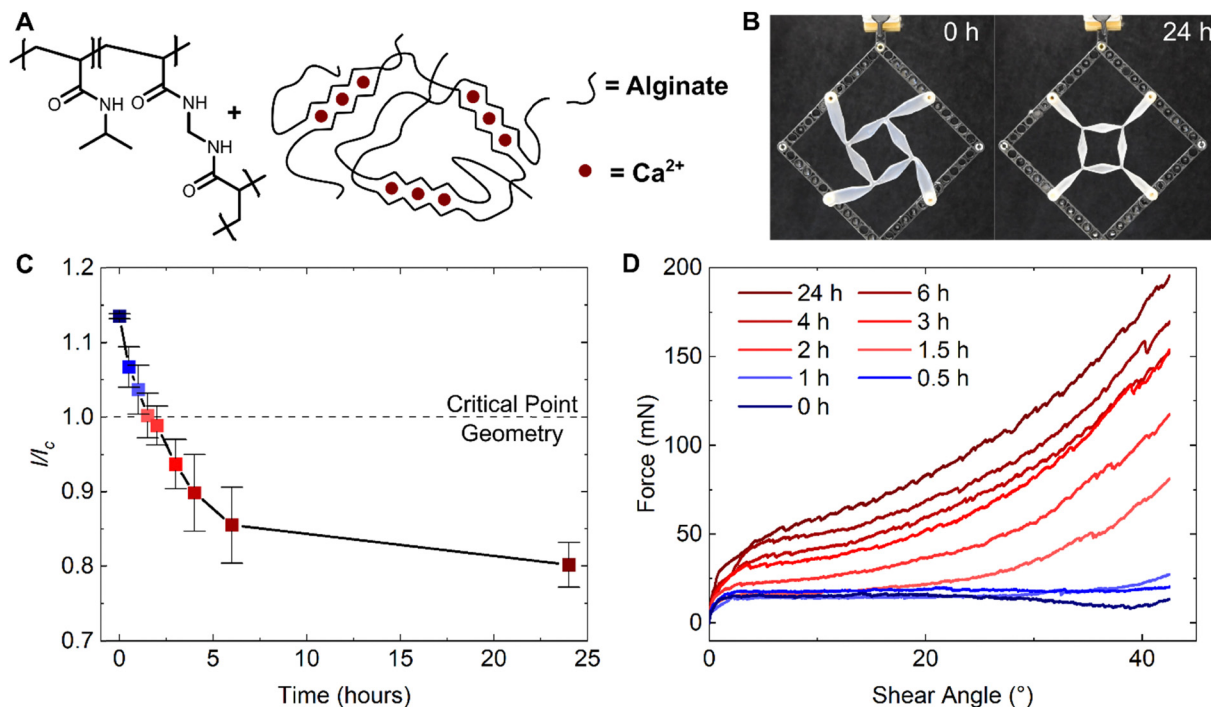 A
O
NH
O
NH
NH
O
+
= Alginate
= Ca²⁺
B
0 h
24 h
C
1.2
1.1
1.0
0.9
0.8
0.7
l/l꜀
Critical Point
Geometry
0
5
10
15
20
25
Time (hours)
D
200
150
100
50
0
Force (mN)
24 h
6 h
4 h
3 h
2 h
1.5 h
1 h
0.5 h
0 h
0
20
40
Shear Angle (°)